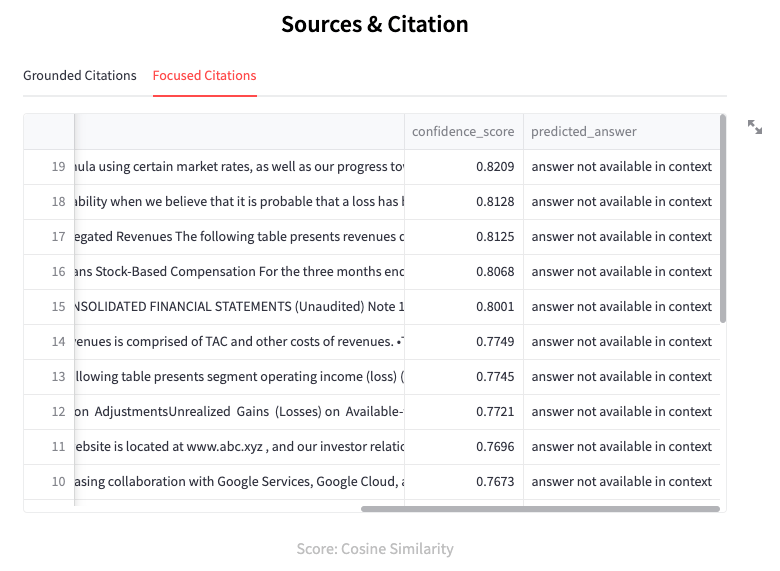 Sources & Citation
Grounded Citations Focused Citations
confidence_score predicted_answer
19 nula using certain market rates, as well as our progress tov 0.8209 answer not available in context
18 ability when we believe that it is probable that a loss has 0.8128 answer not available in context
17 egated Revenues The following table presents revenues 0.8125 answer not available in context
16 ans Stock-Based Compensation For the three months end 0.8068 answer not available in context
15 NSOLIDATED FINANCIAL STATEMENTS (Unaudited) Note 1 0.8001 answer not available in context
14 venues is comprised of TAC and other costs of revenues. • 0.7749 answer not available in context
13 llowing table presents segment operating income (loss) ( 0.7745 answer not available in context
12 on AdjustmentsUnrealized Gains (Losses) on Available- 0.7721 answer not available in context
11 ebsite is located at www.abc.xyz , and our investor relatio 0.7696 answer not available in context
10 asing collaboration with Google Services, Google Cloud, 0.7673 answer not available in context
Score: Cosine Similarity